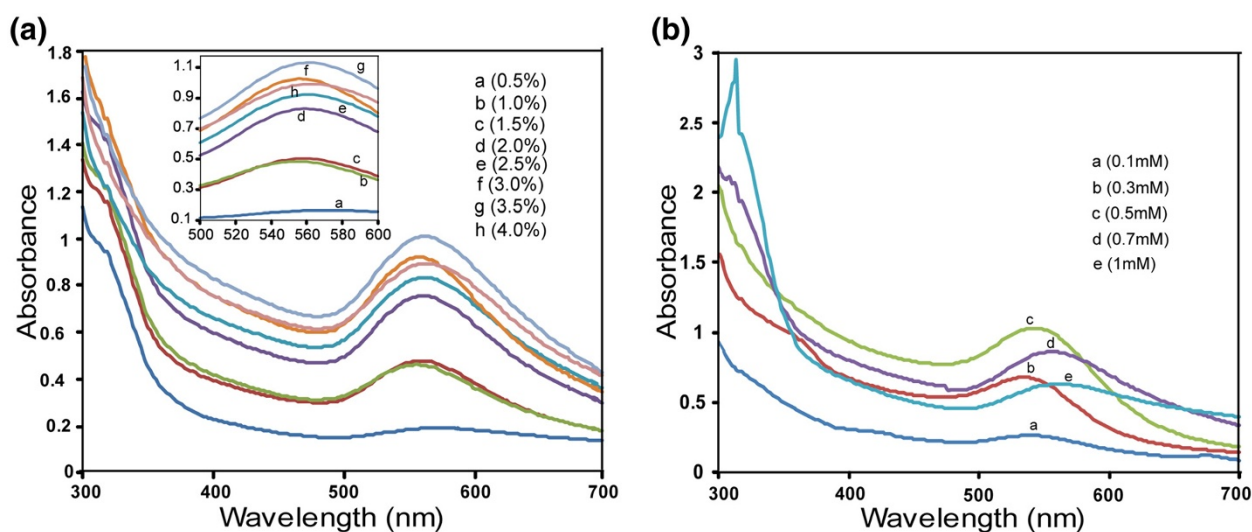 (a)
Absorbance
1.8
1.6
1.4
1.2
1
0.8
0.6
0.4
0.2
0
300
400
500
600
700
Wavelength (nm)
1.1
0.9
0.7
0.5
0.3
0.1
500 520 540 560 580 600
f
g
h
d
e
c
b
a
a (0.5%)
b (1.0%)
c (1.5%)
d (2.0%)
e (2.5%)
f (3.0%)
g (3.5%)
h (4.0%)
(b)
Absorbance
3
2.5
2
1.5
1
0.5
0
300
400
500
600
700
Wavelength (nm)
c
d
b
e
a
a (0.1mM)
b (0.3mM)
c (0.5mM)
d (0.7mM)
e (1mM)